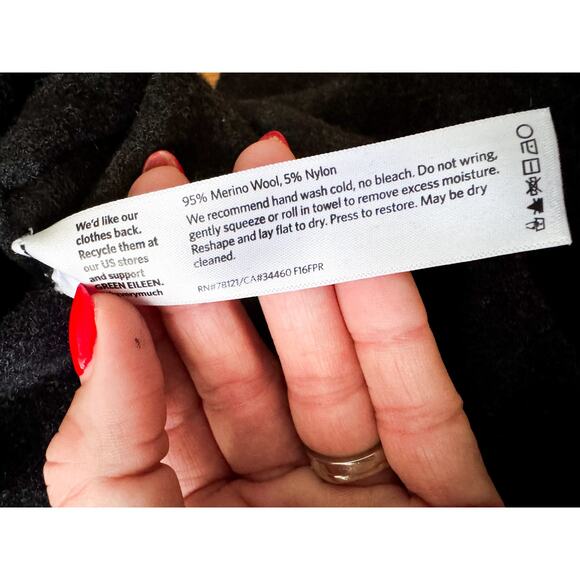 We'd like our
clothes back.
Recycle them at
our US stores
and support
GREEN EILEEN.
95% Merino Wool, 5% Nylon
We recommend hand wash cold, no bleach. Do not wring,
gently squeeze or roll in towel to remove excess moisture.
Reshape and lay flat to dry. Press to restore. May be dry
cleaned.
RN#78121/CA#34460 F16FPR